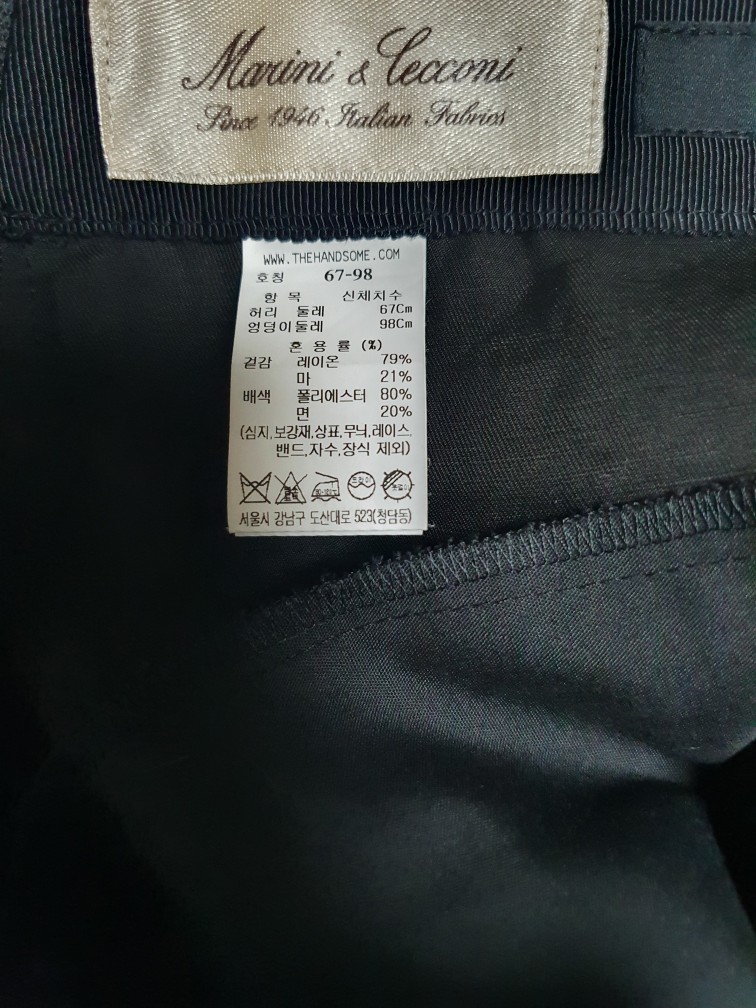 Marini & Cecconi
Since 1946 Italian Fabrics
WWW.THEHANDSOME.COM
호칭 67-98
항 목 신체치수
허리 둘레 67Cm
엉덩이둘레 98Cm
혼 용 률 (%)
겉감 레이온 79%
마 21%
배색 폴리에스터 80%
면 20%
(심지,보강재,상표,무늬,레이스,
밴드,자수,장식 제외)
드라이
서울시 강남구 도산대로 523(청담동)